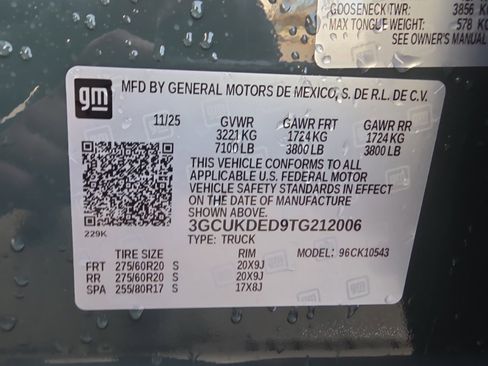 GOOSENECK TWR: 3856 K
MAX TONGUE WEIGHT: 578 KG
SEE OWNER'S MANUAL
gm
MFD BY GENERAL MOTORS DE MEXICO, S. DE R.L. DE C.V.
11/25 GVWR GAWR FRT GAWR RR
3221 KG 1724 KG 1724 KG
7100 LB 3800 LB 3800 LB
THIS VEHICLE CONFORMS TO ALL
APPLICABLE U.S. FEDERAL MOTOR
VEHICLE SAFETY STANDARDS IN EFFECT
ON THE DATE OF MANUFACTURE
SHOWN ABOVE.
229K
3GCUKDED9TG212006
TYPE: TRUCK
TIRE SIZE RIM MODEL: 96CK10543
FRT 275/60R20 S 20X9J
RR 275/60R20 S 20X9J
SPA 255/80R17 S 17X8J